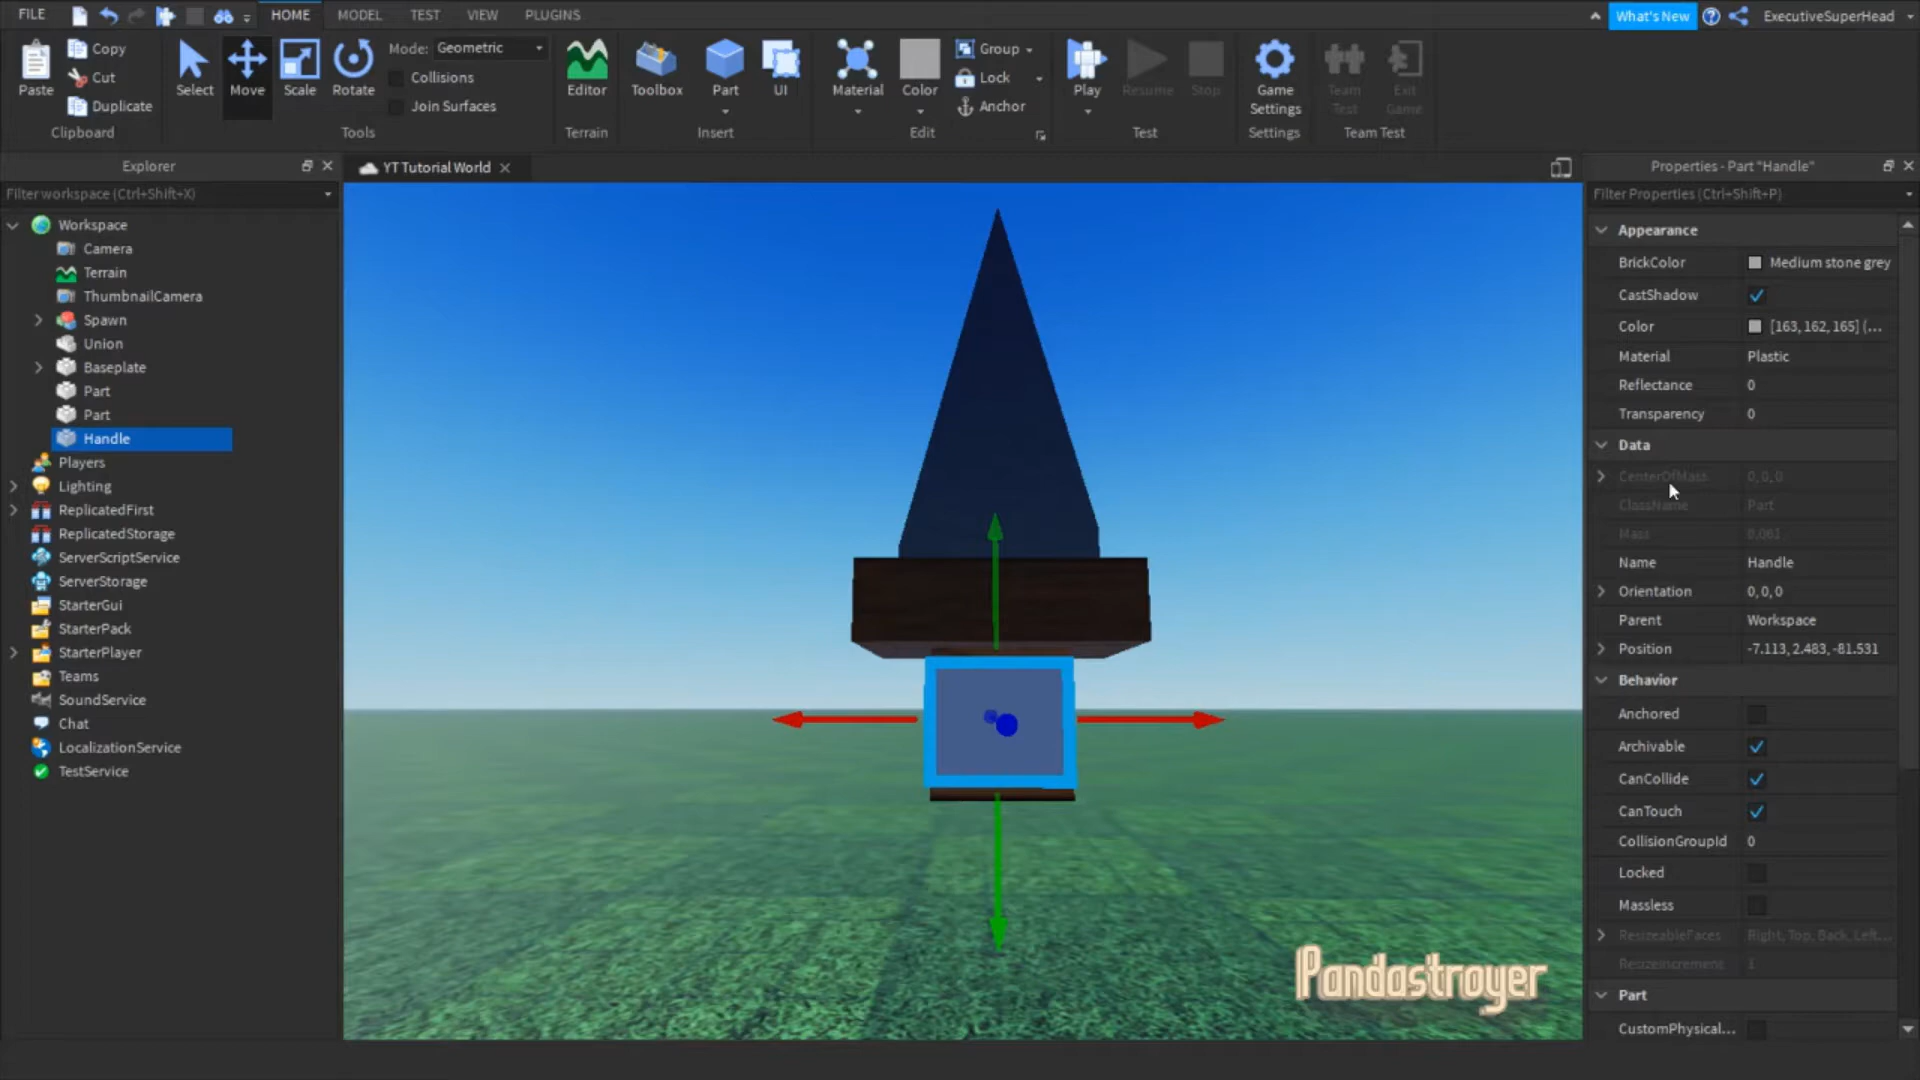 FILE
HOME
MODEL
TEST
VIEW
PLUGINS
What's New
ExecutiveSuperHead
Paste
Copy
Cut
Duplicate
Clipboard
Select
Move
Scale
Rotate
Mode: Geometric
Collisions
Join Surfaces
Tools
Editor
Terrain
Toolbox
Part
UI
Insert
Material
Color
Group
Lock
Anchor
Edit
Play
Resume
Stop
Test
Game
Settings
Settings
Team
Test
Exit
Game
Team Test
Explorer
Filter workspace (Ctrl+Shift+X)
Workspace
Camera
Terrain
ThumbnailCamera
Spawn
Union
Baseplate
Part
Part
Handle
Players
Lighting
ReplicatedFirst
ReplicatedStorage
ServerScriptService
ServerStorage
StarterGui
StarterPack
StarterPlayer
Teams
SoundService
Chat
LocalizationService
TestService
YT Tutorial World
Pandastroyer
Properties - Part "Handle"
Filter Properties (Ctrl+Shift+P)
Appearance
BrickColor Medium stone grey
CastShadow
Color [163, 162, 165] (...
Material Plastic
Reflectance 0
Transparency 0
Data
CenterOfMass 0, 0, 0
ClassName Part
Mass 0.061
Name Handle
Orientation 0, 0, 0
Parent Workspace
Position -7.113, 2.483, -81.531
Behavior
Anchored
Archivable
CanCollide
CanTouch
CollisionGroupId 0
Locked
Massless
ResizeableFaces Right, Top, Back, Left...
ResizeIncrement 1
Part
CustomPhysical...